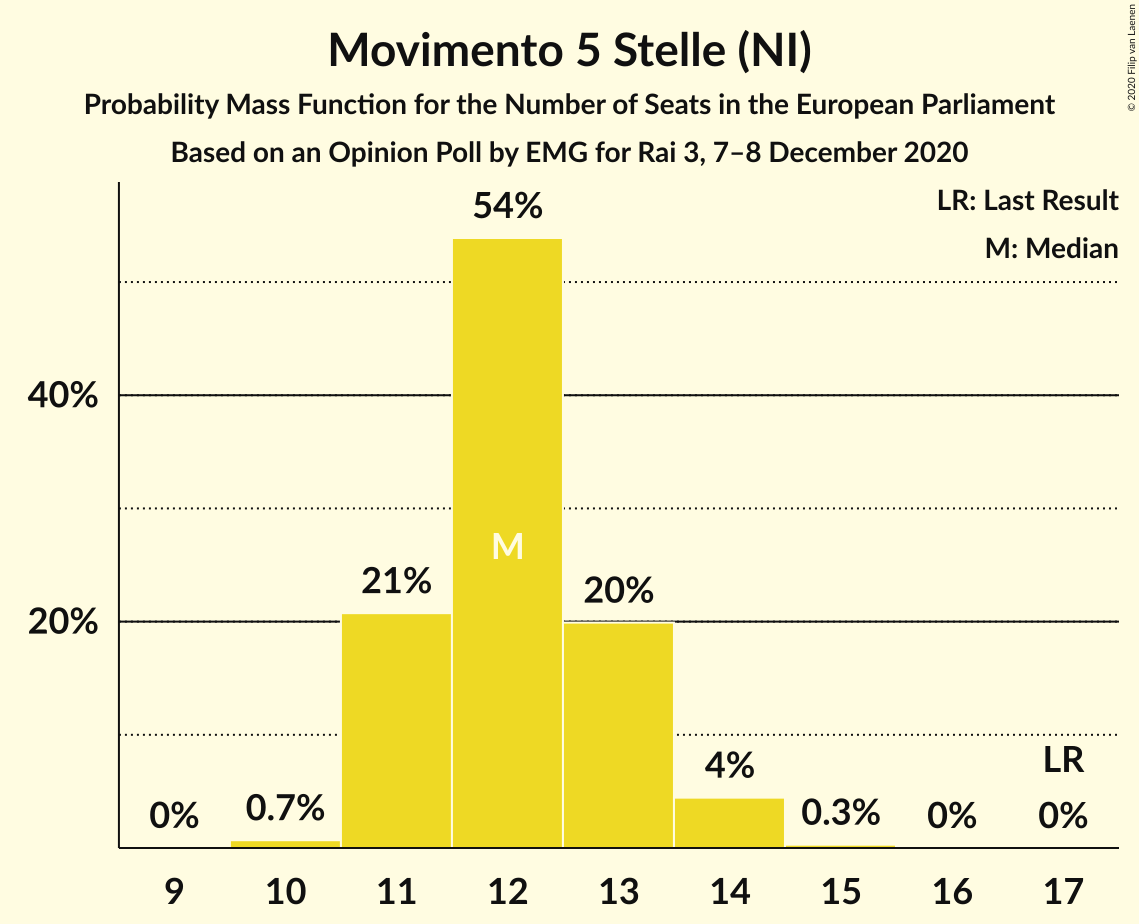 Movimento 5 Stelle (NI)
Probability Mass Function for the Number of Seats in the European Parliament
Based on an Opinion Poll by EMG for Rai 3, 7–8 December 2020
© 2020 Filip van Laenen
LR: Last Result
M: Median
40%
20%
0%
0.7%
21%
54%
M
20%
4%
0.3%
0%
LR
0%
9 10 11 12 13 14 15 16 17